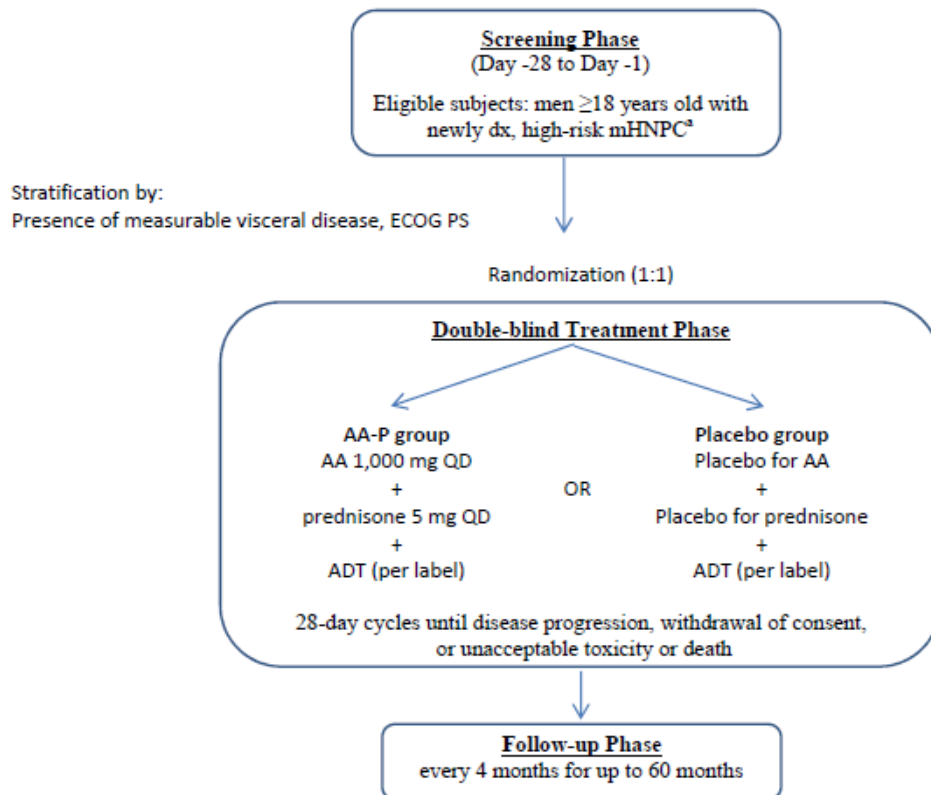 Screening Phase
(Day -28 to Day -1)
Eligible subjects: men ≥18 years old with
newly dx, high-risk mHNPCª
Stratification by:
Presence of measurable visceral disease, ECOG PS
Randomization (1:1)
Double-blind Treatment Phase
AA-P group
AA 1,000 mg QD
+
prednisone 5 mg QD
+
ADT (per label)
OR
Placebo group
Placebo for AA
+
Placebo for prednisone
+
ADT (per label)
28-day cycles until disease progression, withdrawal of consent,
or unacceptable toxicity or death
Follow-up Phase
every 4 months for up to 60 months